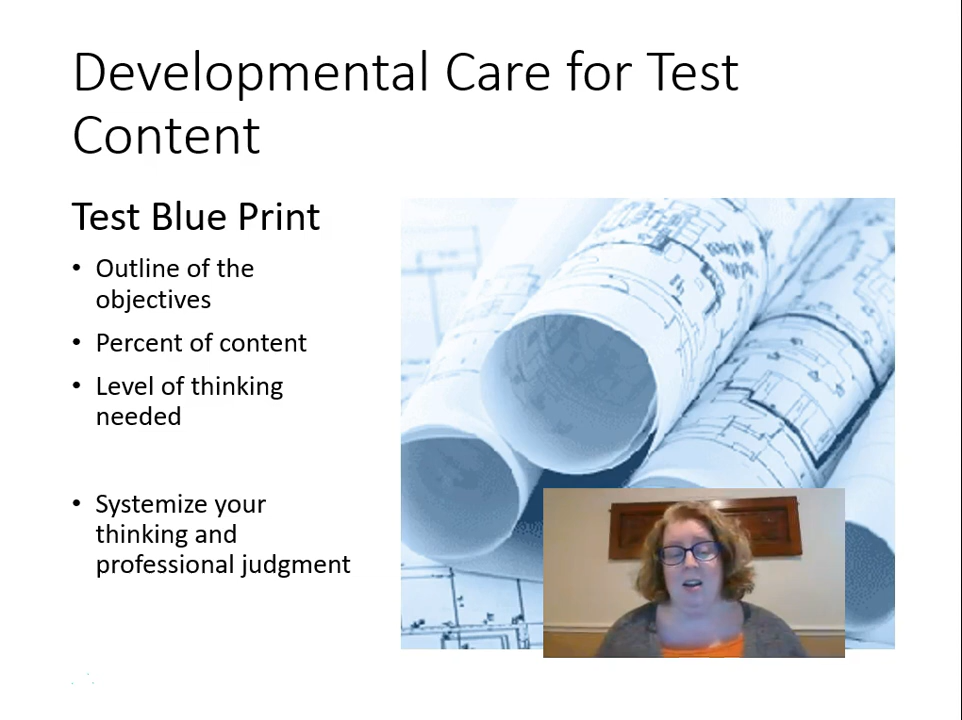 Developmental Care for Test
Content
Test Blue Print
• Outline of the
objectives
• Percent of content
• Level of thinking
needed
• Systemize your
thinking and
professional judgment